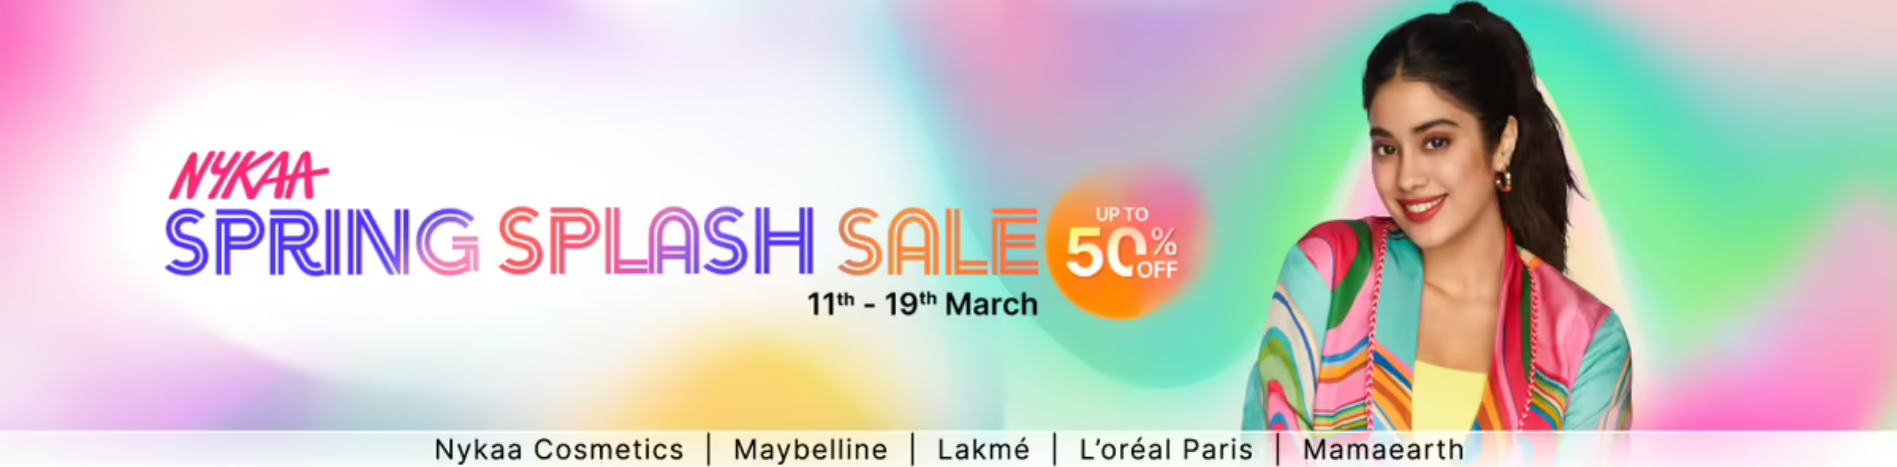 NYKAA
SPRING SPLASH SALE
UP TO
50% OFF
11th - 19th March
Nykaa Cosmetics | Maybelline | Lakmé | L'oréal Paris | Mamaearth